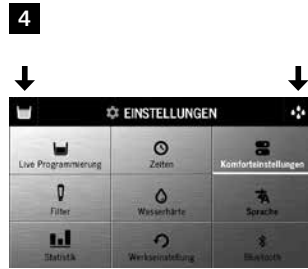 4
EINSTELLUNGEN
Live Programmierung Zeiten Komforteinstellungen
Filter Wasserhärte Sprache
Statistik Werkseinstellung Bluetooth